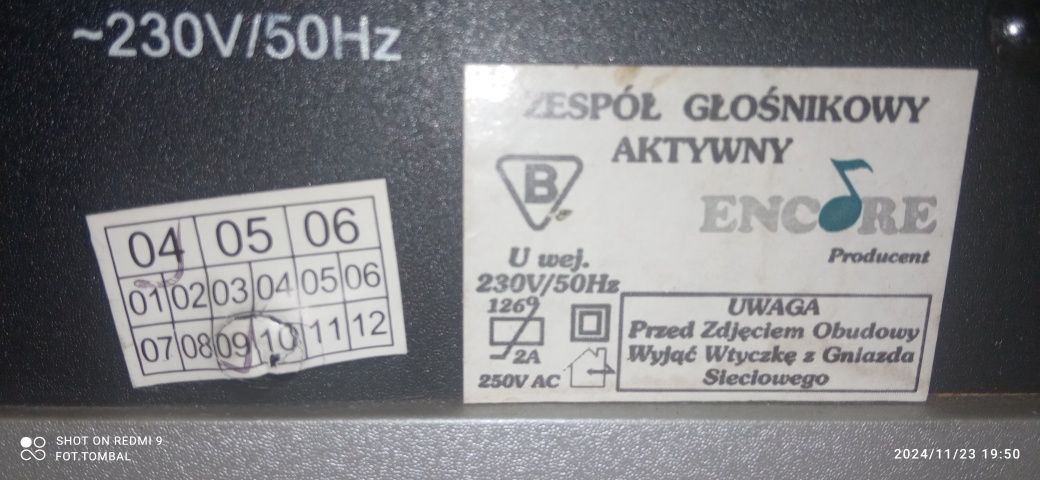 ~230V/50Hz
ZESPÓŁ GŁOŚNIKOWY
AKTYWNY
B
ENCORE
Producent
U wej.
230V/50Hz
1269
2A
250V AC
UWAGA
Przed Zdjęciem Obudowy
Wyjąć Wtyczkę z Gniazda
Sieciowego
04 05 06
01 02 03 04 05 06
07 08 09 10 11 12
SHOT ON REDMI 9
FOT.TOMBAL
2024/11/23 19:50